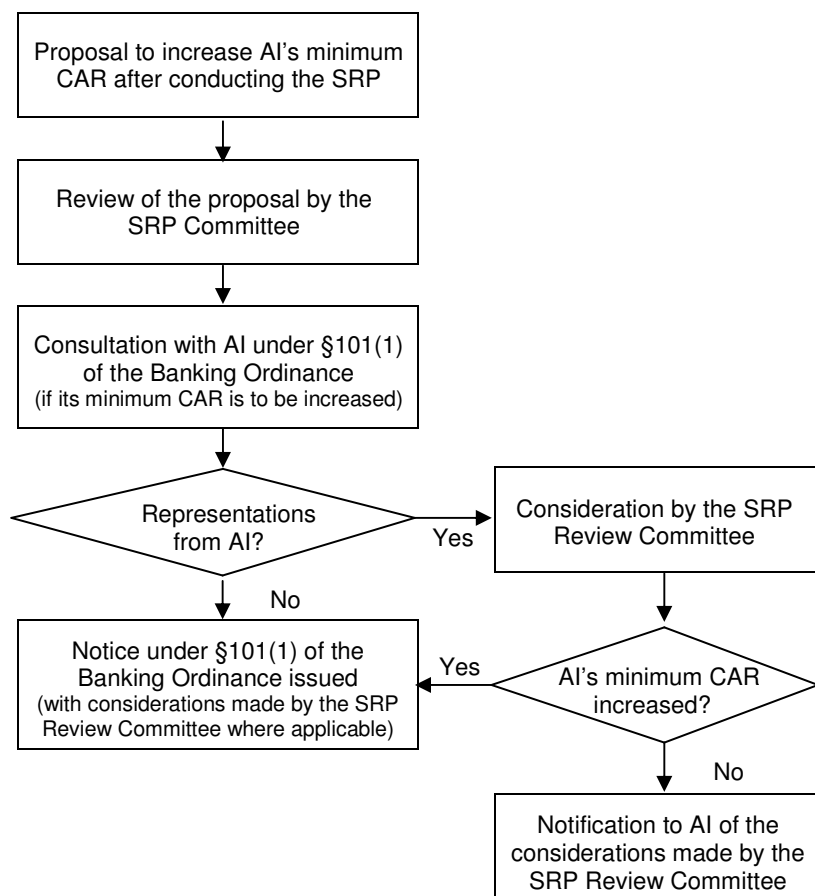 Proposal to increase AI's minimum
CAR after conducting the SRP
Review of the proposal by the
SRP Committee
Consultation with AI under §101(1)
of the Banking Ordinance
(if its minimum CAR is to be increased)
Representations
from AI?
Yes
Consideration by the SRP
Review Committee
No
Notice under §101(1) of the
Banking Ordinance issued
(with considerations made by the SRP
Review Committee where applicable)
Yes
AI's minimum CAR
increased?
No
Notification to AI of the
considerations made by the
SRP Review Committee